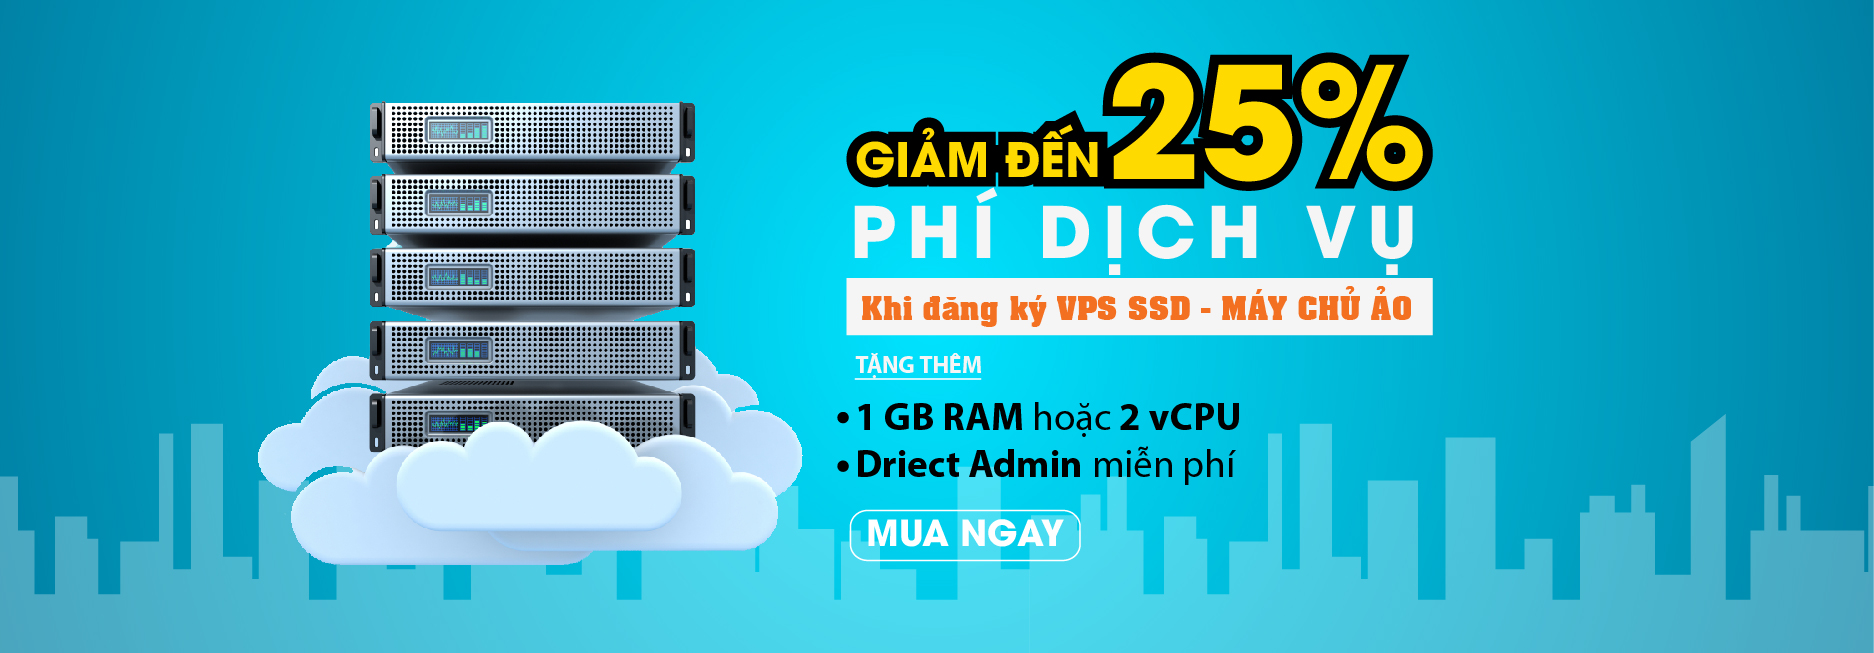 GIẢM ĐẾN 25%
PHÍ DỊCH VỤ
Khi đăng ký VPS SSD - MÁY CHỦ ẢO
TẶNG THÊM
• 1 GB RAM hoặc 2 vCPU
• Driect Admin miễn phí
MUA NGAY